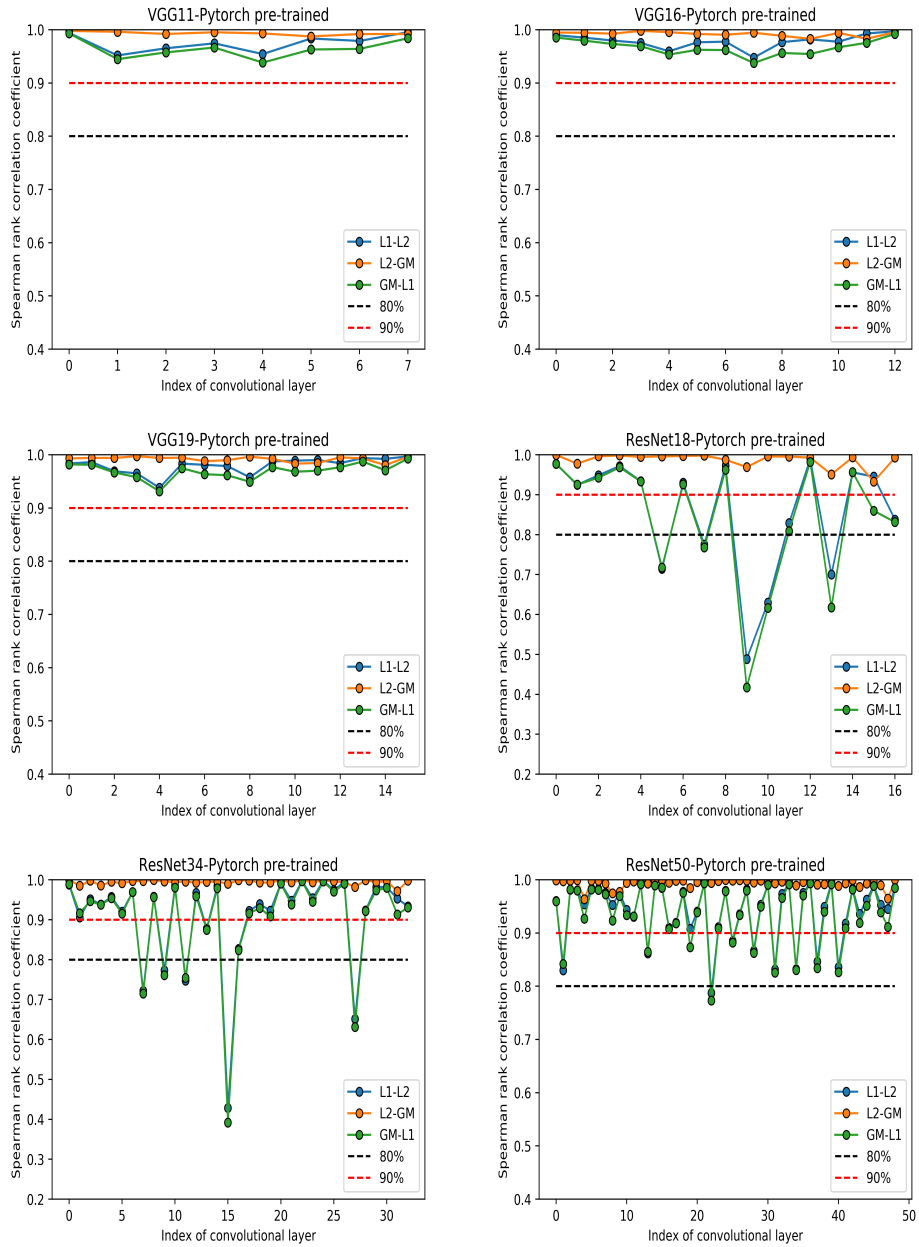 VGG11-Pytorch pre-trained
Spearman rank correlation coefficient
1.0
0.9
0.8
0.7
0.6
0.5
0.4
L1-L2
L2-GM
GM-L1
80%
90%
0 1 2 3 4 5 6 7
Index of convolutional layer
VGG16-Pytorch pre-trained
Spearman rank correlation coefficient
1.0
0.9
0.8
0.7
0.6
0.5
0.4
L1-L2
L2-GM
GM-L1
80%
90%
0 2 4 6 8 10 12
Index of convolutional layer
VGG19-Pytorch pre-trained
Spearman rank correlation coefficient
1.0
0.9
0.8
0.7
0.6
0.5
0.4
L1-L2
L2-GM
GM-L1
80%
90%
0 2 4 6 8 10 12 14
Index of convolutional layer
ResNet18-Pytorch pre-trained
Spearman rank correlation coefficient
1.0
0.9
0.8
0.7
0.6
0.5
0.4
0.3
0.2
L1-L2
L2-GM
GM-L1
80%
90%
0 2 4 6 8 10 12 14 16
Index of convolutional layer
ResNet34-Pytorch pre-trained
Spearman rank correlation coefficient
1.0
0.9
0.8
0.7
0.6
0.5
0.4
0.3
0.2
L1-L2
L2-GM
GM-L1
80%
90%
0 5 10 15 20 25 30
Index of convolutional layer
ResNet50-Pytorch pre-trained
Spearman rank correlation coefficient
1.0
0.9
0.8
0.7
0.6
0.5
0.4
L1-L2
L2-GM
GM-L1
80%
90%
0 10 20 30 40 50
Index of convolutional layer